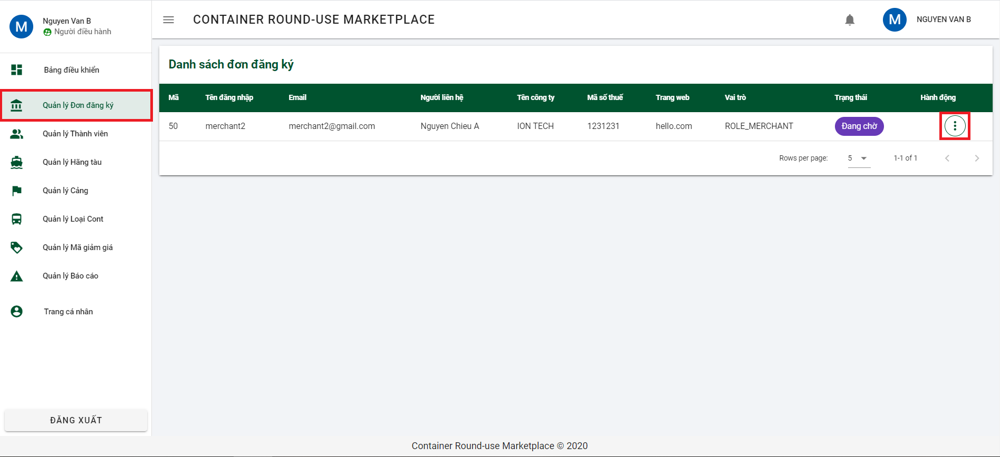 M
Nguyen Van B
Người điều hành
CONTAINER ROUND-USE MARKETPLACE
M
NGUYEN VAN B
Bảng điều khiển
Quản lý Đơn đăng ký
Quản lý Thành viên
Quản lý Hãng tàu
Quản lý Cảng
Quản lý Loại Cont
Quản lý Mã giảm giá
Quản lý Báo cáo
Trang cá nhân
ĐĂNG XUẤT
Danh sách đơn đăng ký
Mã Tên đăng nhập Email Người liên hệ Tên công ty Mã số thuế Trang web Vai trò Trạng thái Hành động
50 merchant2 merchant2@gmail.com Nguyen Chieu A ION TECH 1231231 hello.com ROLE_MERCHANT Đang chờ
Rows per page: 5 1-1 of 1
Container Round-use Marketplace © 2020